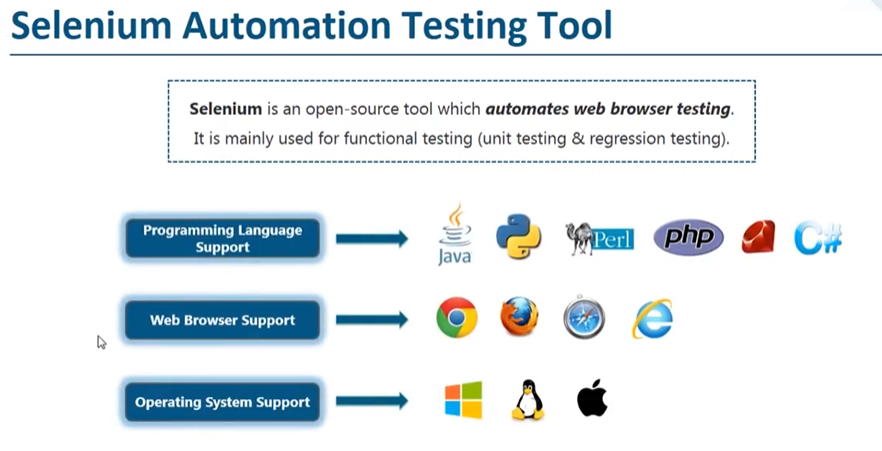 Selenium Automation Testing Tool
Selenium is an open-source tool which automates web browser testing.
It is mainly used for functional testing (unit testing & regression testing).
Programming Language
Support
Java
Perl
php
C#
Web Browser Support
Operating System Support